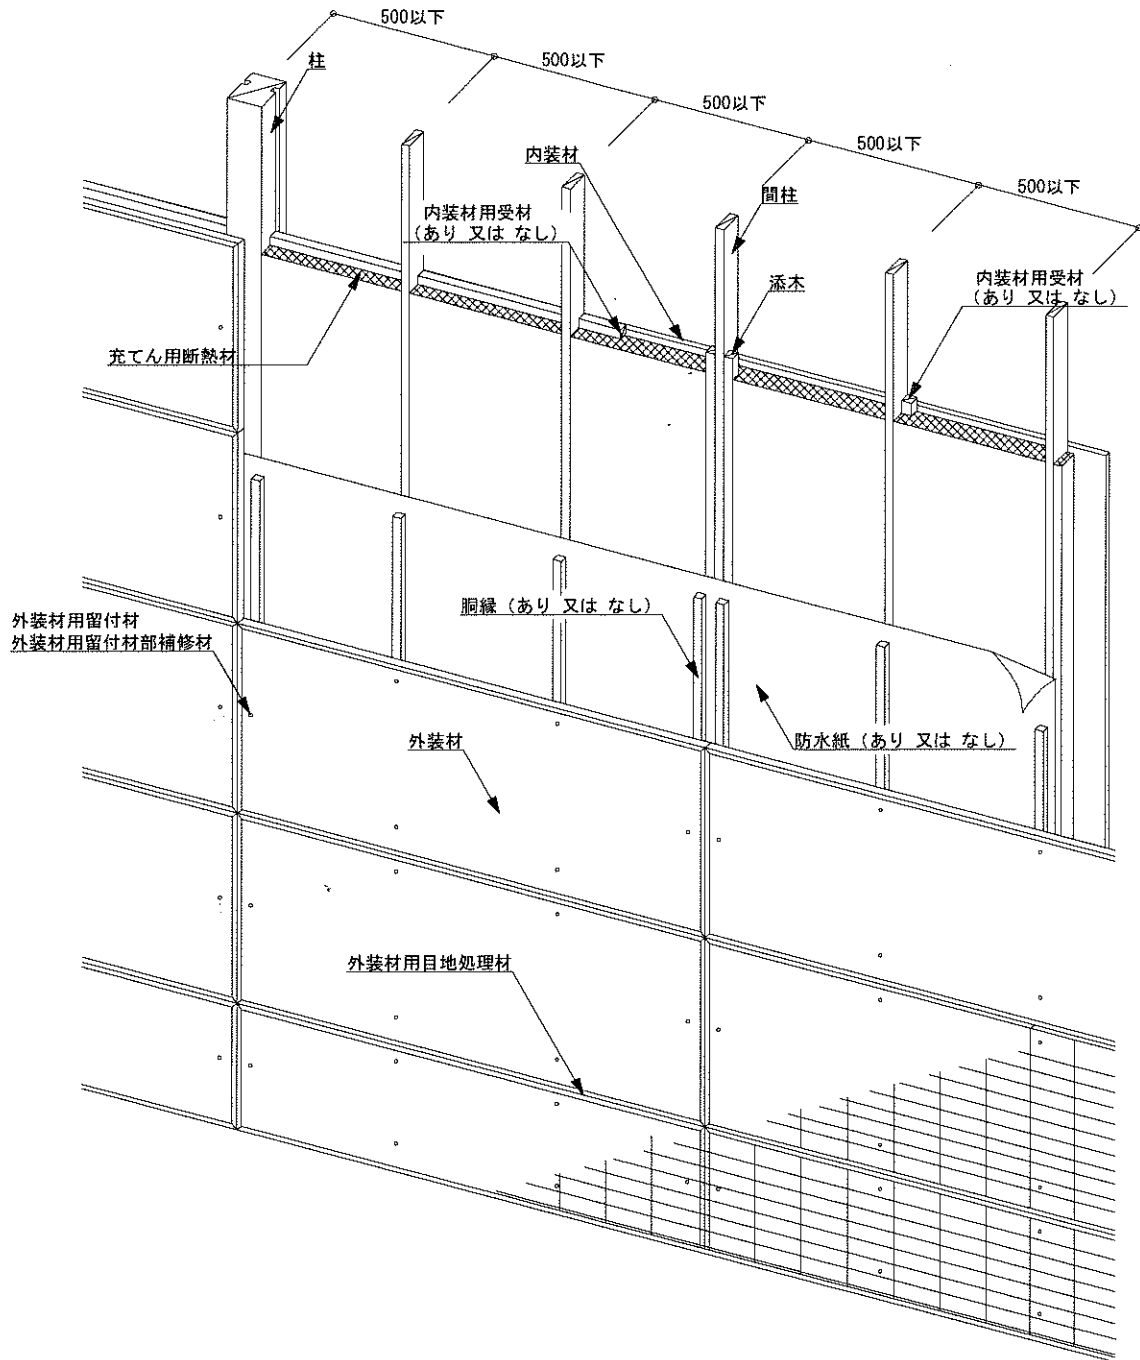 500以下
500以下
500以下
500以下
500以下
柱
内装材
間柱
内装材用受材
(あり 又は なし)
添木
内装材用受材
(あり 又は なし)
充てん用断熱材
胴縁 (あり 又は なし)
外装材用留付材
外装材用留付材部補修材
外装材
防水紙 (あり 又は なし)
外装材用目地処理材